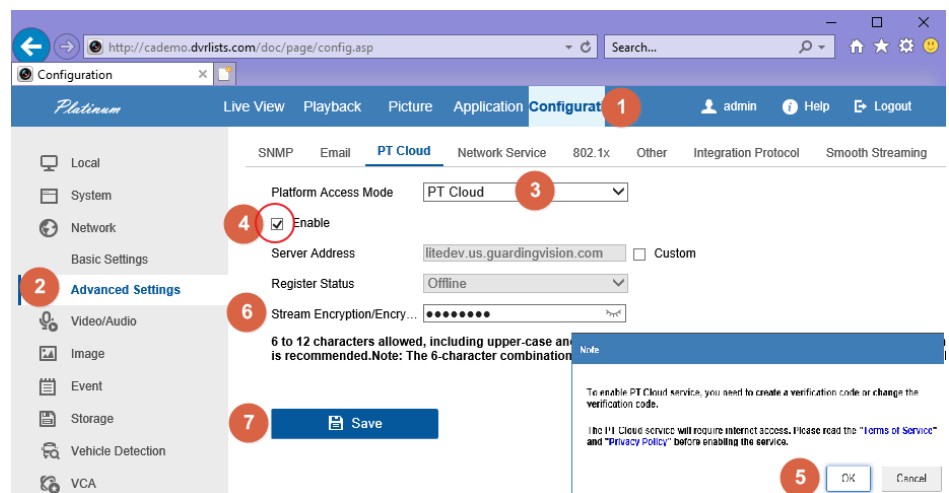 http://cademo.dvrlists.com/doc/page/config.asp
Search...
Configuration
Platinum
Live View Playback Picture Application Configurat 1 admin Help Logout
SNMP Email PT Cloud Network Service 802.1x Other Integration Protocol Smooth Streaming
Local
System
Network
Basic Settings
2 Advanced Settings
Video/Audio
Image
Event
Storage
Vehicle Detection
VCA
Platform Access Mode PT Cloud 3
4 Enable
Server Address litedev.us.guardingvision.com Custom
Register Status Offline
6 Stream Encryption/Encry... ●●●●●●●●
6 to 12 characters allowed, including upper-case an
is recommended.Note: The 6-character combination
7 Save
Note
To enable PT Cloud service, you need to create a verification code or change the
verification code.
The PT Cloud service will require internet access. Please read the "Terms of Service"
and "Privacy Policy" before enabling the service.
5 OK Cancel